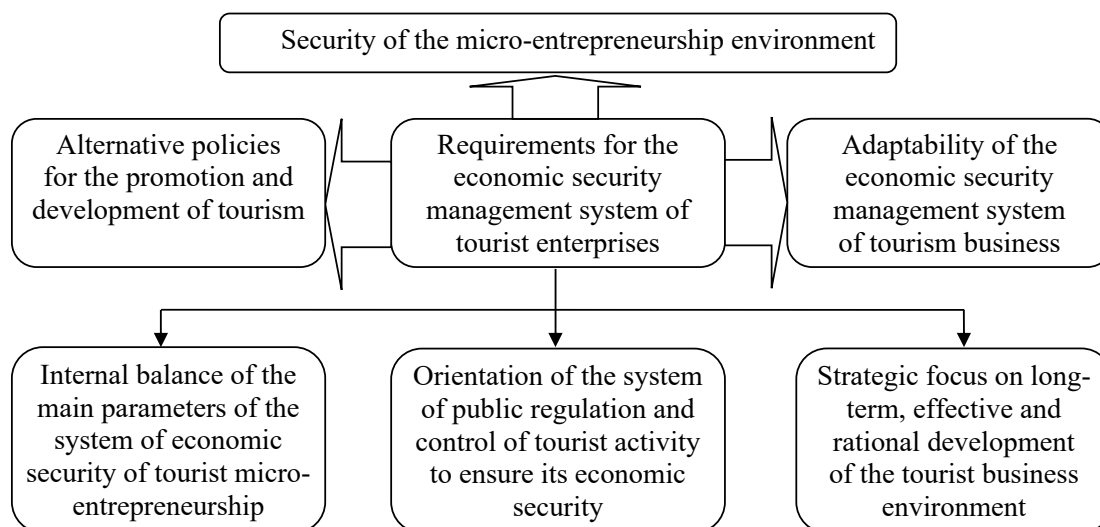 Security of the micro-entrepreneurship environment
Alternative policies
for the promotion and
development of tourism
Requirements for the
economic security
management system of
tourist enterprises
Adaptability of the
economic security
management system
of tourism business
Internal balance of the
main parameters of the
system of economic
security of tourist micro-
entrepreneurship
Orientation of the system
of public regulation and
control of tourist activity
to ensure its economic
security
Strategic focus on long-
term, effective and
rational development
of the tourist business
environment